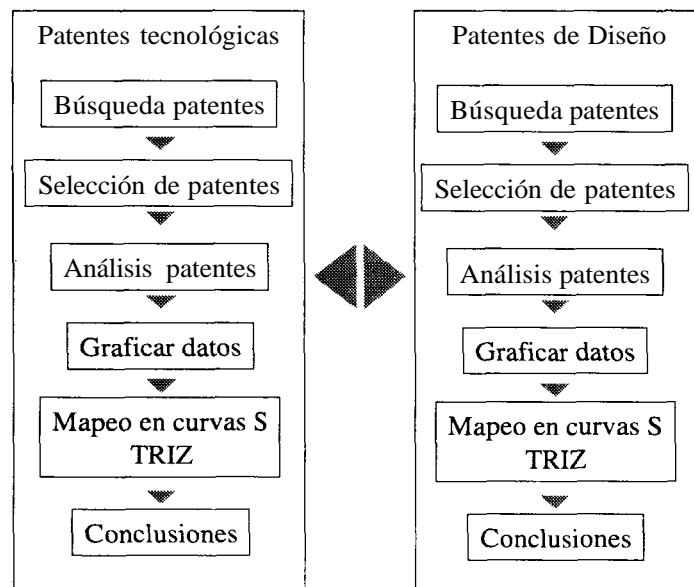 Patentes tecnológicas
Búsqueda patentes
Selección de patentes
Análisis patentes
Graficar datos
Mapeo en curvas S
TRIZ
Conclusiones
Patentes de Diseño
Búsqueda patentes
Selección de patentes
Análisis patentes
Graficar datos
Mapeo en curvas S
TRIZ
Conclusiones